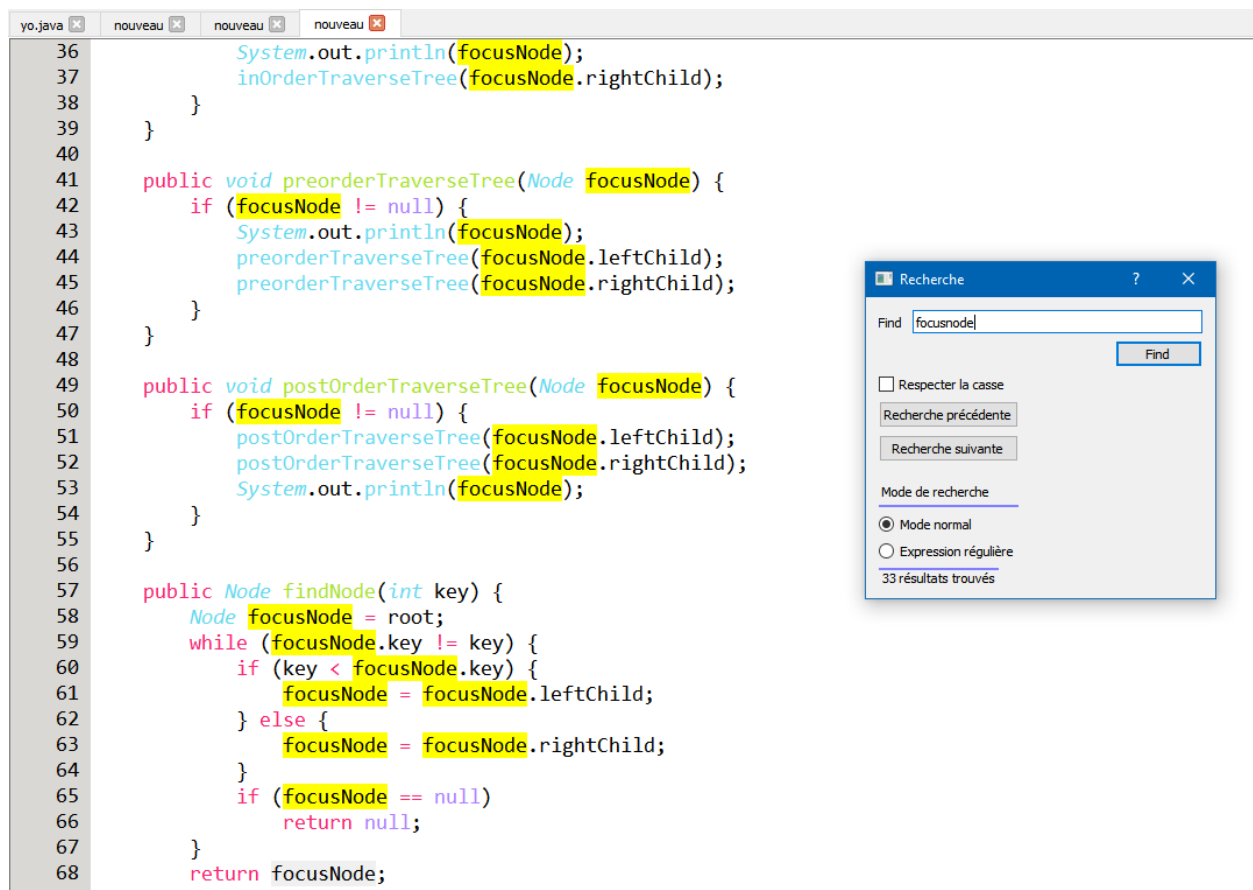 yo.java nouveau nouveau nouveau
36 System.out.println(focusNode);
37 inOrderTraverseTree(focusNode.rightChild);
38 }
39 }
40
41 public void preorderTraverseTree(Node focusNode) {
42 if (focusNode != null) {
43 System.out.println(focusNode);
44 preorderTraverseTree(focusNode.leftChild);
45 preorderTraverseTree(focusNode.rightChild);
46 }
47 }
48
49 public void postOrderTraverseTree(Node focusNode) {
50 if (focusNode != null) {
51 postOrderTraverseTree(focusNode.leftChild);
52 postOrderTraverseTree(focusNode.rightChild);
53 System.out.println(focusNode);
54 }
55 }
56
57 public Node findNode(int key) {
58 Node focusNode = root;
59 while (focusNode.key != key) {
60 if (key < focusNode.key) {
61 focusNode = focusNode.leftChild;
62 } else {
63 focusNode = focusNode.rightChild;
64 }
65 if (focusNode == null)
66 return null;
67 }
68 return focusNode;
Recherche ?
Find focusnode
Find
Respecter la casse
Recherche précédente
Recherche suivante
Mode de recherche
Mode normal
Expression régulière
33 résultats trouvés